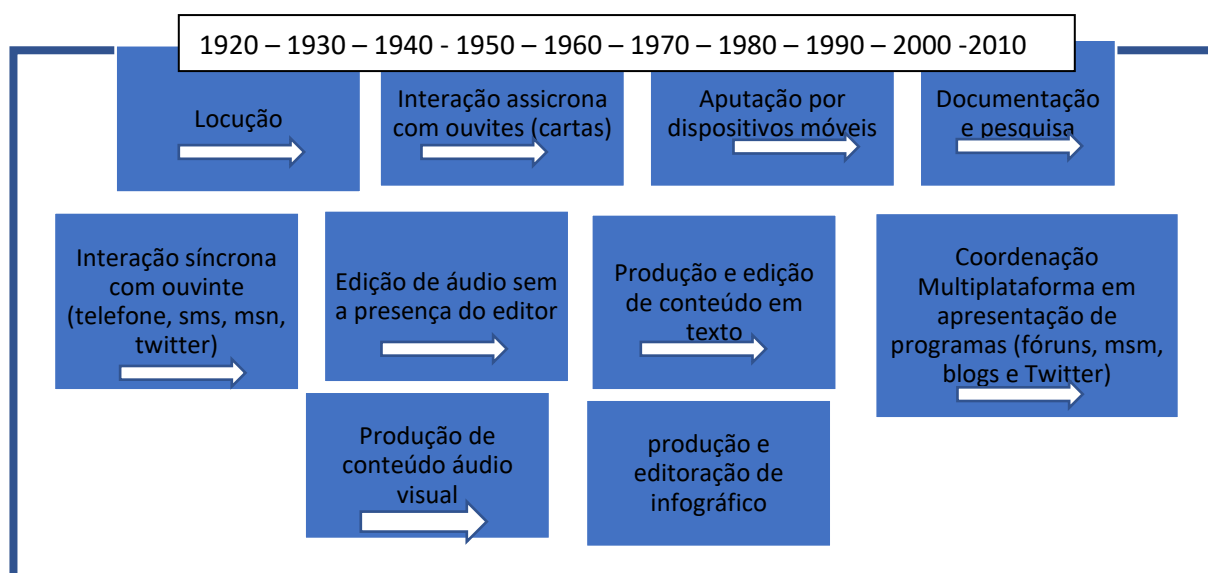 1920 – 1930 – 1940 - 1950 – 1960 – 1970 – 1980 – 1990 – 2000 -2010
Locução
Interação assicrona
com ouvites (cartas)
Aputação por
dispositivos móveis
Documentação
e pesquisa
Interação síncrona
com ouvinte
(telefone, sms, msn,
twitter)
Edição de áudio sem
a presença do editor
Produção e edição
de conteúdo em
texto
Coordenação
Multiplataforma em
apresentação de
programas (fóruns, msm,
blogs e Twitter)
Produção de
conteúdo áudio
visual
produção e
editoração de
infográfico